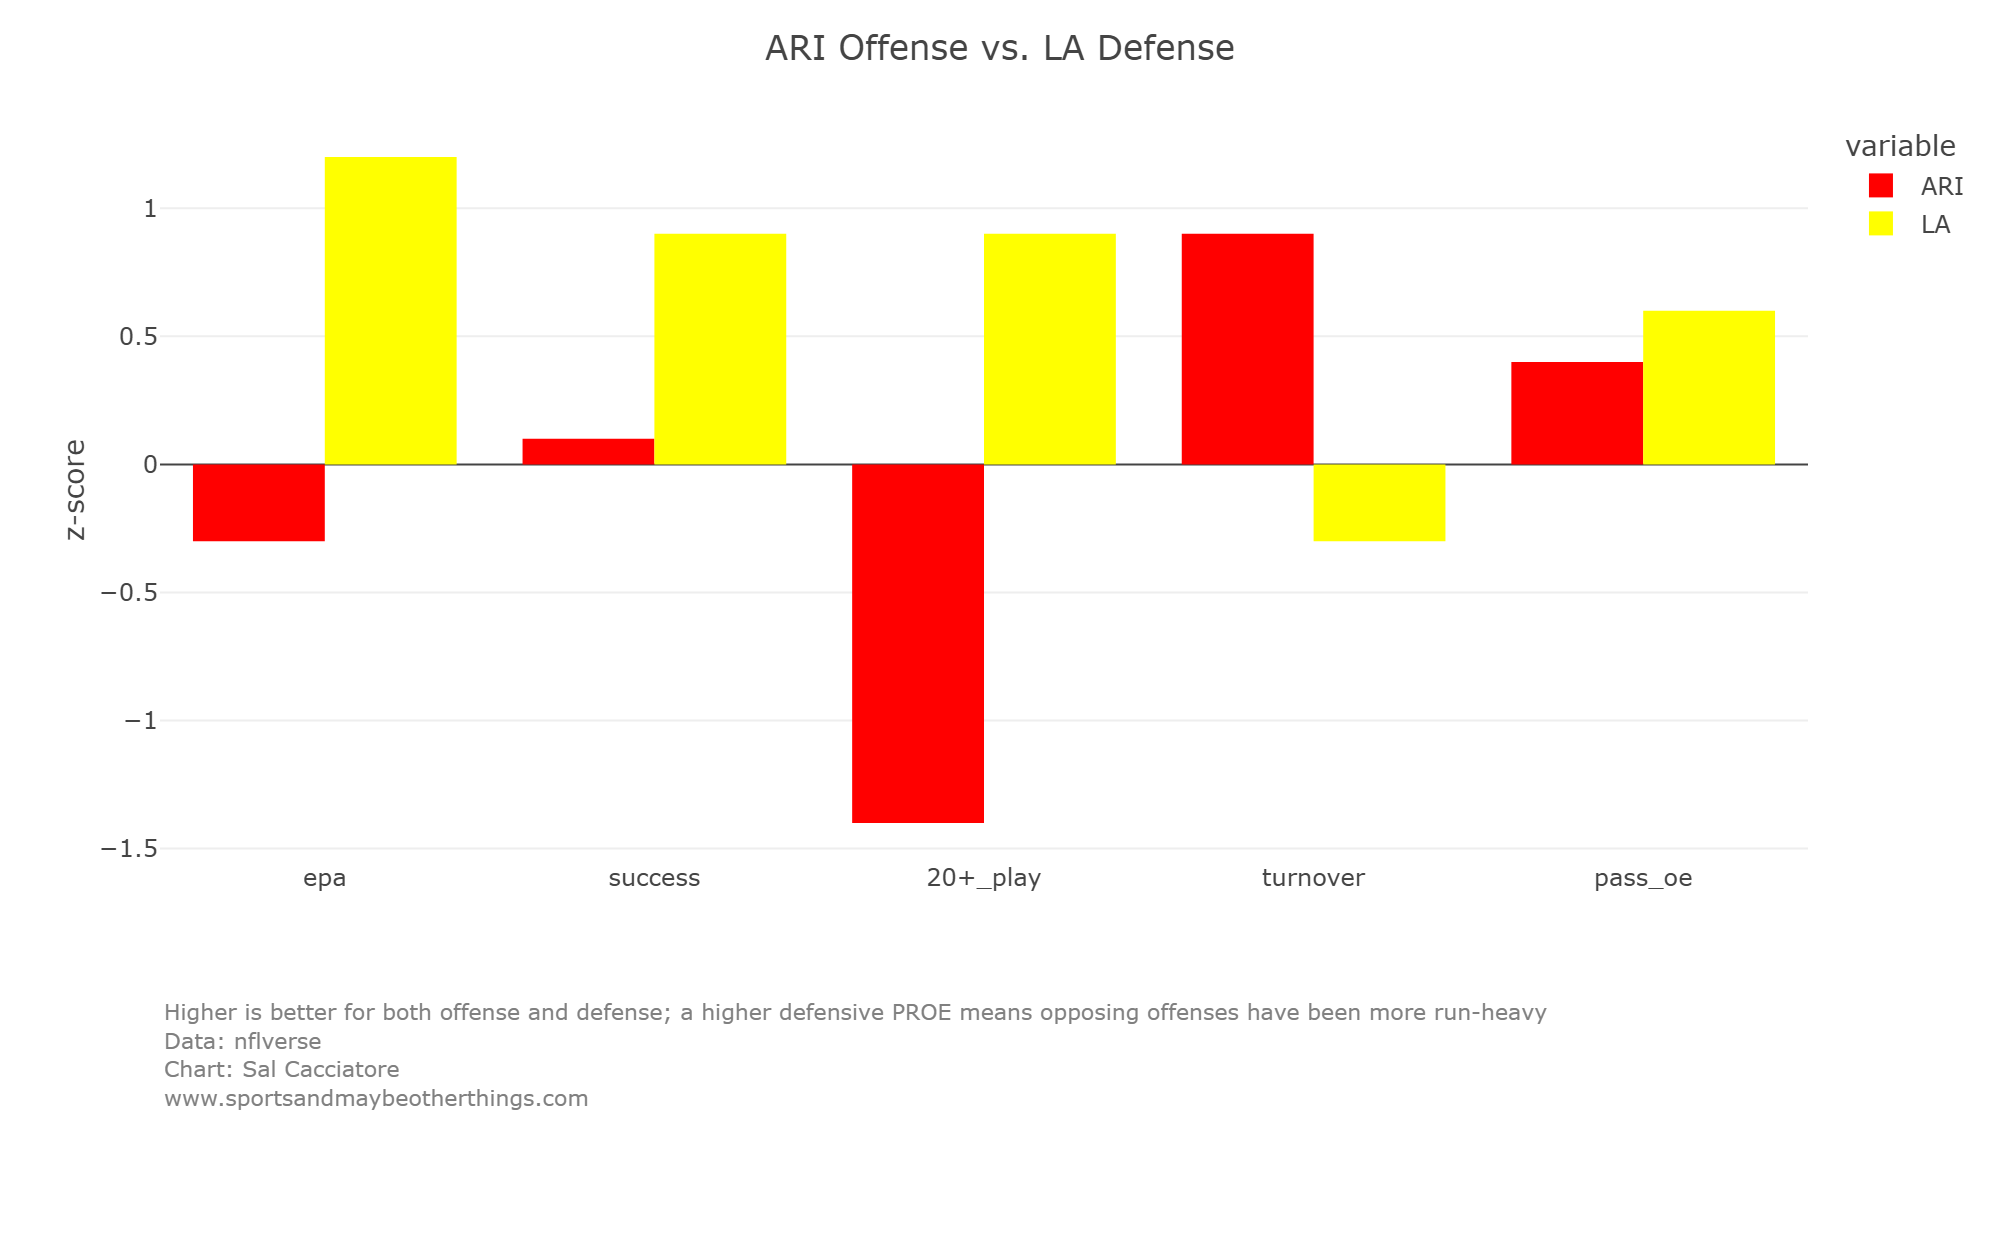 ARI Offense vs. LA Defense
variable
ARI
LA
z-score
1
0.5
0
−0.5
−1
−1.5
epa success 20+_play turnover pass_oe
Higher is better for both offense and defense; a higher defensive PROE means opposing offenses have been more run-heavy
Data: nflverse
Chart: Sal Cacciatore
www.sportsandmaybeotherthings.com